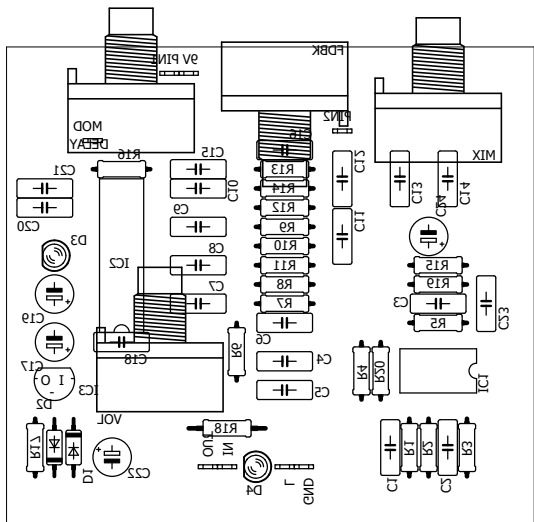 9V PIN1
FDBK
PIN2
MOD
DELAY
MIX
R16
C15
C16
C12
C13
C14
C21
C10
R13
R14
C20
C9
R12
C11
C24
R9
D3
C8
R10
IC2
R11
R15
C7
R8
R19
C19
R7
C3
C23
R5
C6
C18
R6
C17
C4
R4
R20
IC1
I O
-
IC3
C5
D2
VOL
R18
OUT
IN
R17
D1
C22
D4
L
GND
C1
R1
R2
C2
R3